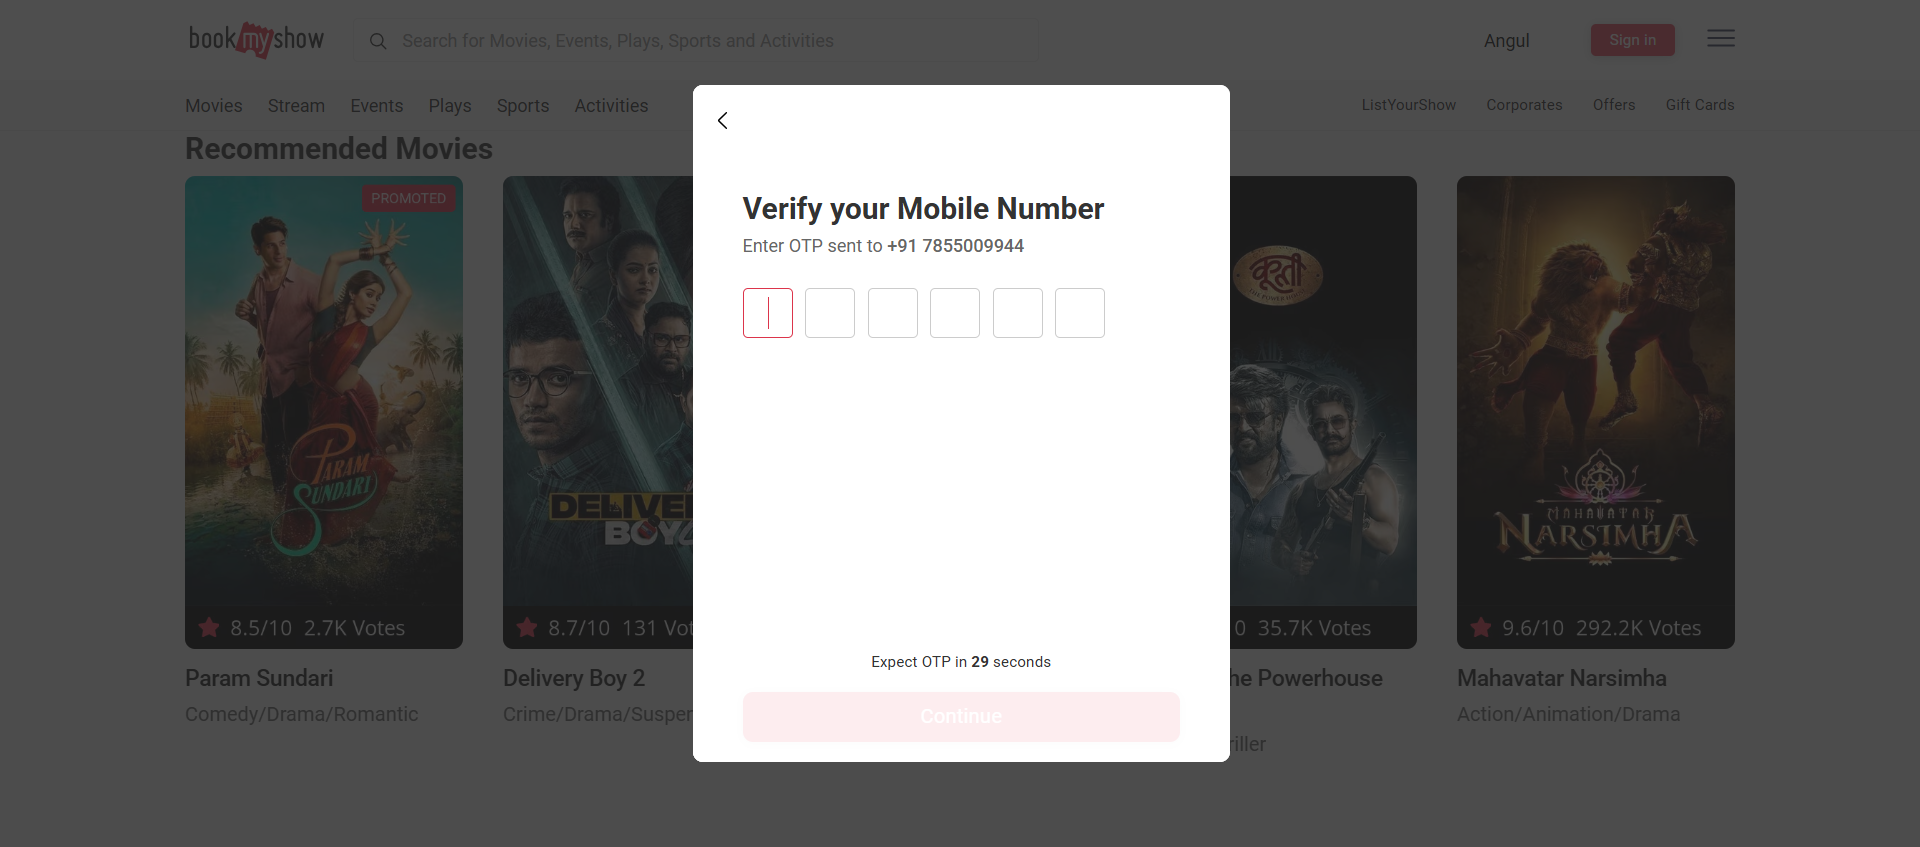 bookmyshow
Search for Movies, Events, Plays, Sports and Activities
Angul
Sign in
Movies Stream Events Plays Sports Activities
ListYourShow Corporates Offers Gift Cards
Recommended Movies
PROMOTED
PARAM
SUNDARI
8.5/10 2.7K Votes
Param Sundari
Comedy/Drama/Romantic
DELIVE
BOY
8.7/10 131 Vot
Delivery Boy 2
Crime/Drama/Suspen
Verify your Mobile Number
Enter OTP sent to +91 7855009944
Expect OTP in 29 seconds
Continue
0 35.7K Votes
he Powerhouse
riller
MAHAVATAR
NARSIMHA
9.6/10 292.2K Votes
Mahavatar Narsimha
Action/Animation/Drama